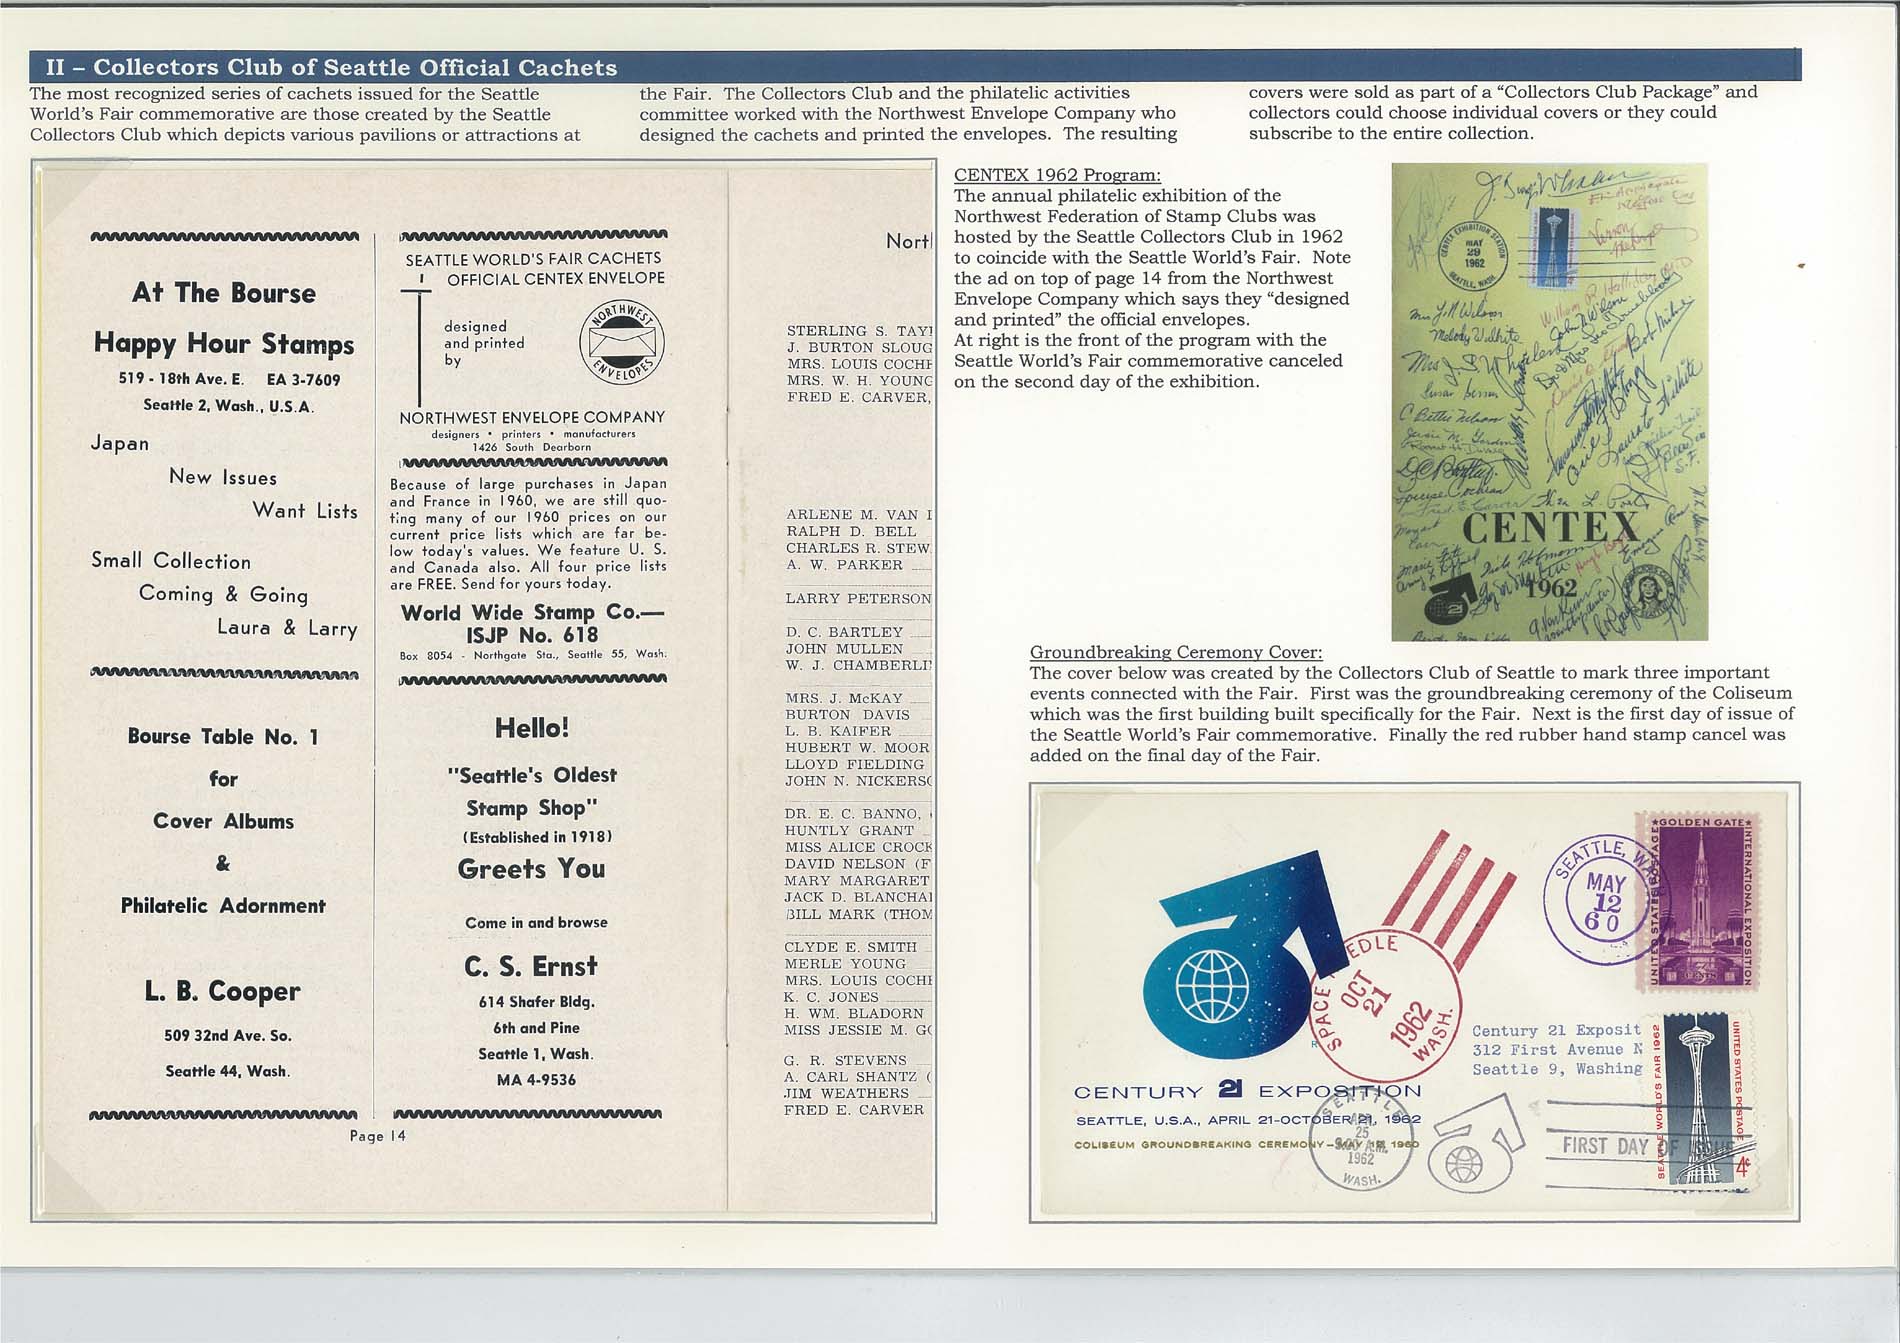 II – Collectors Club of Seattle Official Cachets
The most recognized series of cachets issued for the Seattle
World's Fair commemorative are those created by the Seattle
Collectors Club which depicts various pavilions or attractions at
the Fair. The Collectors Club and the philatelic activities
committee worked with the Northwest Envelope Company who
designed the cachets and printed the envelopes. The resulting
covers were sold as part of a “Collectors Club Package” and
collectors could choose individual covers or they could
subscribe to the entire collection.
At The Bourse
Happy Hour Stamps
519 - 18th Ave. E. EA 3-7609
Seattle 2, Wash., U.S.A.
Japan
New Issues
Want Lists
Small Collection
Coming & Going
Laura & Larry
Bourse Table No. 1
for
Cover Albums
&
Philatelic Adornment
L. B. Cooper
509 32nd Ave. So.
Seattle 44, Wash.
SEATTLE WORLD'S FAIR CACHETS
OFFICIAL CENTEX ENVELOPE
designed
and printed
by
NORTHWEST
ENVELOPES
NORTHWEST ENVELOPE COMPANY
designers • printers • manufacturers
1426 South Dearborn
Because of large purchases in Japan
and France in 1960, we are still quo-
ting many of our 1960 prices on our
current price lists which are far be-
low today's values. We feature U. S.
and Canada also. All four price lists
are FREE. Send for yours today.
World Wide Stamp Co.—
ISJP No. 618
Box 8054 - Northgate Sta., Seattle 55, Wash.
Hello!
"Seattle's Oldest
Stamp Shop"
(Established in 1918)
Greets You
Come in and browse
C. S. Ernst
614 Shafer Bldg.
6th and Pine
Seattle 1, Wash.
MA 4-9536
Page 14
Nort
STERLING S. TAY
J. BURTON SLOUG
MRS. LOUIS COCH
MRS. W. H. YOUNG
FRED E. CARVER,
ARLENE M. VAN
RALPH D. BELL
CHARLES R. STEW
A. W. PARKER
LARRY PETERSON
D. C. BARTLEY
JOHN MULLEN
W. J. CHAMBERLI
MRS. J. McKAY
BURTON DAVIS
L. B. KAIFER
HUBERT W. MOOR
LLOYD FIELDING
JOHN N. NICKERS
DR. E. C. BANNO,
HUNTLY GRANT
MISS ALICE CROCK
DAVID NELSON (F
MARY MARGARET
JACK D. BLANCHA
BILL MARK (THOM
CLYDE E. SMITH
MERLE YOUNG
MRS. LOUIS COCH
K. C. JONES
H. WM. BLADORN
MISS JESSIE M. G
G. R. STEVENS
A. CARL SHANTZ (
JIM WEATHERS
FRED E. CARVER
CENTEX 1962 Program:
The annual philatelic exhibition of the
Northwest Federation of Stamp Clubs was
hosted by the Seattle Collectors Club in 1962
to coincide with the Seattle World's Fair. Note
the ad on top of page 14 from the Northwest
Envelope Company which says they “designed
and printed” the official envelopes.
At right is the front of the program with the
Seattle World's Fair commemorative canceled
on the second day of the exhibition.
CENTEX EXHIBITION STATION
MAY
29
1962
SEATTLE, WASH.
Mrs J. N. Wilson
Melody Wilhite
C. Bettie Nelson
D C Bartley
Louise Cochran
Fred E. Carver
CENTEX
1962
21
Groundbreaking Ceremony Cover:
The cover below was created by the Collectors Club of Seattle to mark three important
events connected with the Fair. First was the groundbreaking ceremony of the Coliseum
which was the first building built specifically for the Fair. Next is the first day of issue of
the Seattle World's Fair commemorative. Finally the red rubber hand stamp cancel was
added on the final day of the Fair.
SEATTLE, WA
MAY
12
60
GOLDEN GATE
INTERNATIONAL EXPOSITION
UNITED STATES POSTAGE
3 CENTS
SPACE NEEDLE
OCT
21
1962
WASH.
Century 21 Exposit
312 First Avenue N
Seattle 9, Washing
CENTURY 21 EXPOSITION
SEATTLE, U.S.A., APRIL 21-OCTOBER 21, 1962
COLISEUM GROUNDBREAKING CEREMONY – MAY 12, 1960
SEATTLE
APR
25
9:00 A.M.
1962
WASH.
FIRST DAY OF ISSUE
SEATTLE WORLD'S FAIR 1962
UNITED STATES POSTAGE
4¢